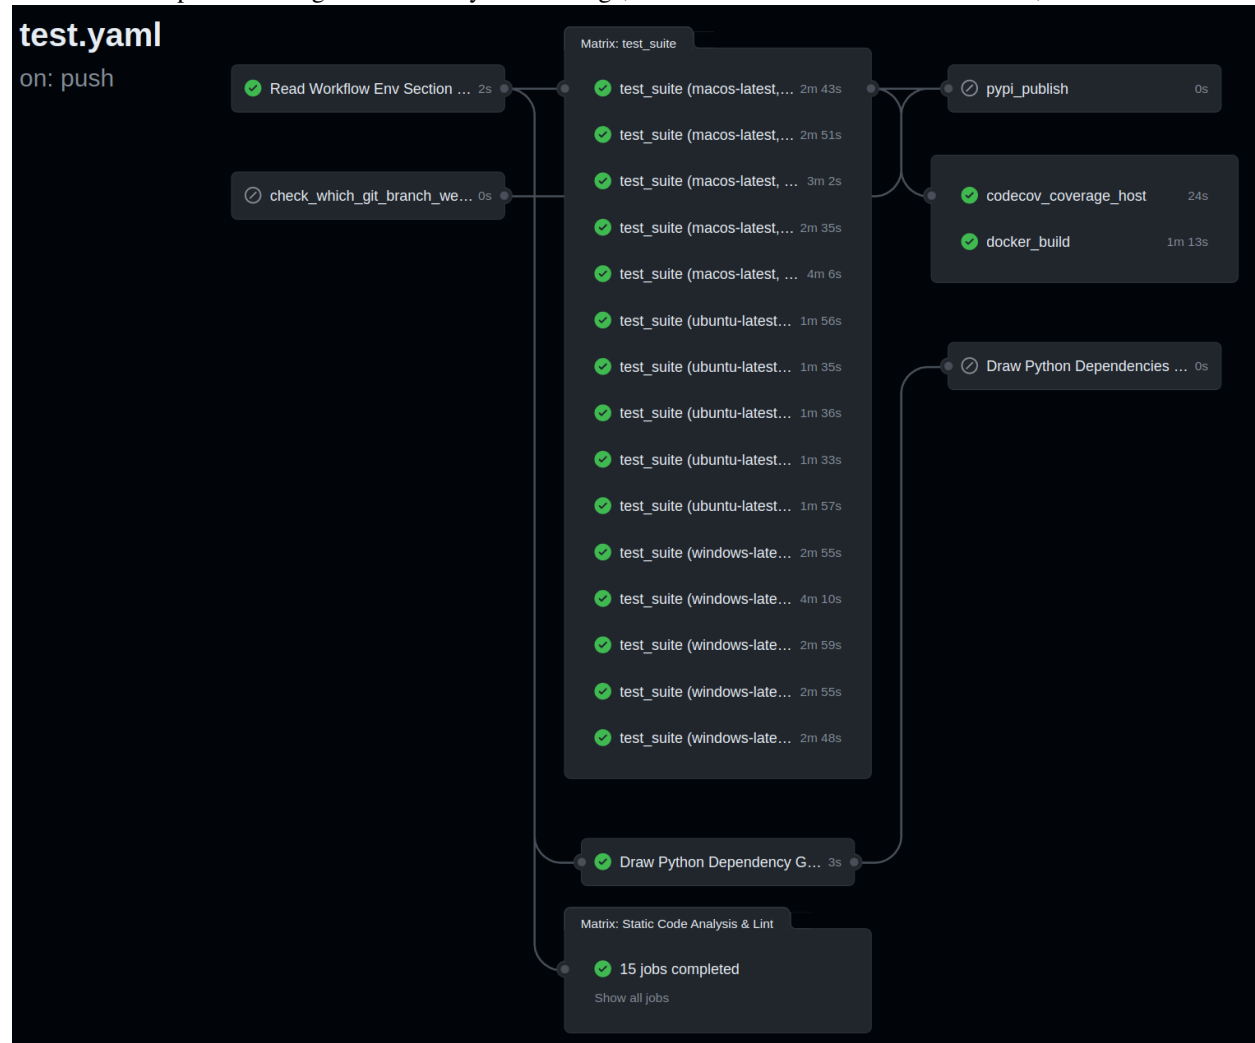 test.yaml
on: push
Read Workflow Env Section ... 2s
check_which_git_branch_we... 0s
Matrix: test_suite
test_suite (macos-latest,... 2m 43s
test_suite (macos-latest,... 2m 51s
test_suite (macos-latest, ... 3m 2s
test_suite (macos-latest,... 2m 35s
test_suite (macos-latest, ... 4m 6s
test_suite (ubuntu-latest... 1m 56s
test_suite (ubuntu-latest... 1m 35s
test_suite (ubuntu-latest... 1m 36s
test_suite (ubuntu-latest... 1m 33s
test_suite (ubuntu-latest... 1m 57s
test_suite (windows-late... 2m 55s
test_suite (windows-late... 4m 10s
test_suite (windows-late... 2m 59s
test_suite (windows-late... 2m 55s
test_suite (windows-late... 2m 48s
Draw Python Dependency G... 3s
Matrix: Static Code Analysis & Lint
15 jobs completed
Show all jobs
pypi_publish 0s
codecov_coverage_host 24s
docker_build 1m 13s
Draw Python Dependencies ... 0s